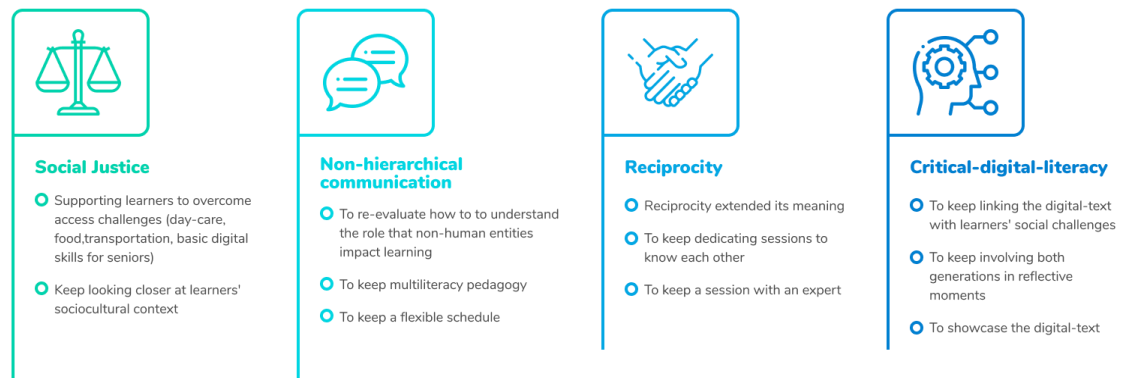 Social Justice
Supporting learners to overcome
access challenges (day-care,
food,transportation, basic digital
skills for seniors)
Keep looking closer at learners'
sociocultural context
Non-hierarchical
communication
To re-evaluate how to to understand
the role that non-human entities
impact learning
To keep multiliteracy pedagogy
To keep a flexible schedule
Reciprocity
Reciprocity extended its meaning
To keep dedicating sessions to
know each other
To keep a session with an expert
Critical-digital-literacy
To keep linking the digital-text
with learners' social challenges
To keep involving both
generations in reflective
moments
To showcase the digital-text